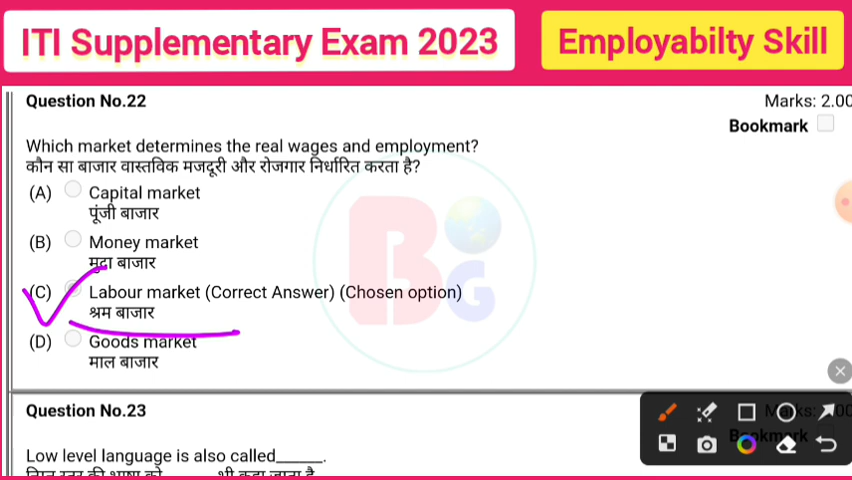 ITI Supplementary Exam 2023
Employabilty Skill
Question No.22
Marks: 2.00
Bookmark
Which market determines the real wages and employment?
कौन सा बाजार वास्तविक मजदूरी और रोजगार निर्धारित करता है?
(A) Capital market
पूंजी बाजार
(B) Money market
मुद्रा बाजार
(C) Labour market (Correct Answer) (Chosen option)
श्रम बाजार
(D) Goods market
माल बाजार
BG
Question No.23
Low level language is also called______.